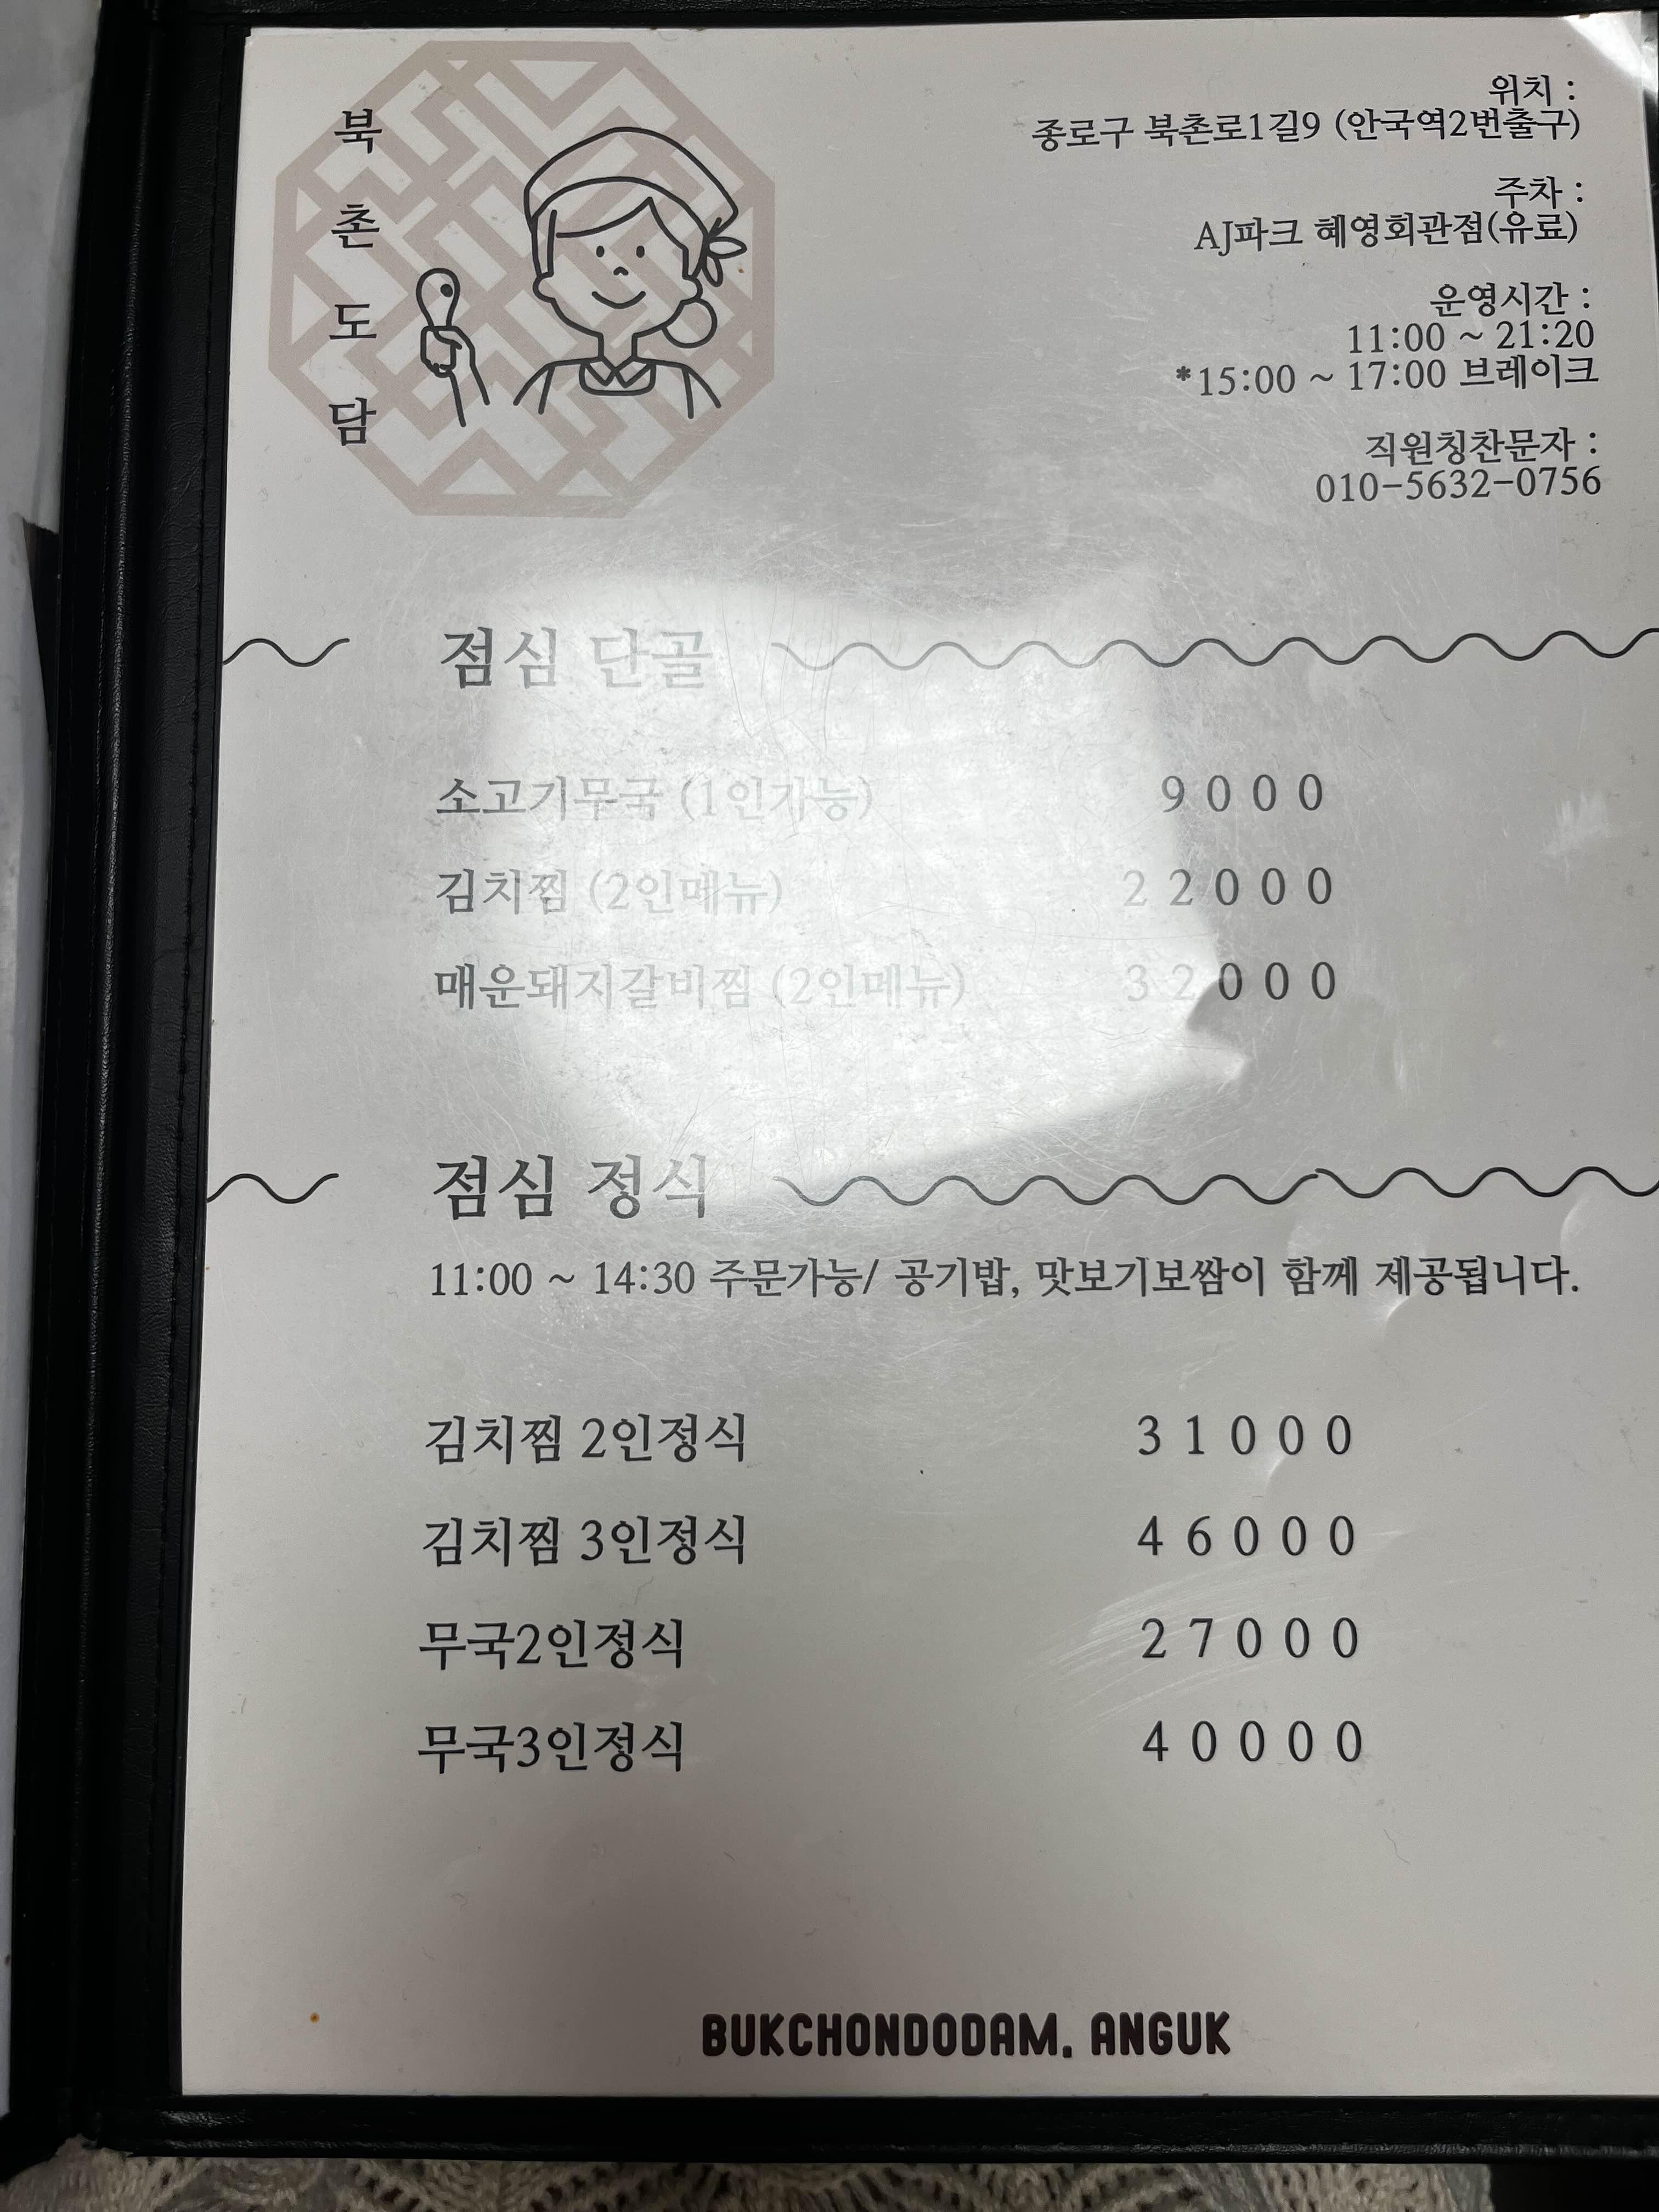 북촌도담
위치 :
종로구 북촌로1길9 (안국역2번출구)
주차 :
AJ파크 혜영회관점(유료)
운영시간 :
11:00 ~ 21:20
*15:00 ~ 17:00 브레이크
직원칭찬문자 :
010-5632-0756
점심 단골
소고기무국 (1인가능) 9000
김치찜 (2인메뉴) 22000
매운돼지갈비찜 (2인메뉴) 32000
점심 정식
11:00 ~ 14:30 주문가능/ 공기밥, 맛보기보쌈이 함께 제공됩니다.
김치찜 2인정식 31000
김치찜 3인정식 46000
무국2인정식 27000
무국3인정식 40000
BUKCHONDODAM. ANGUK